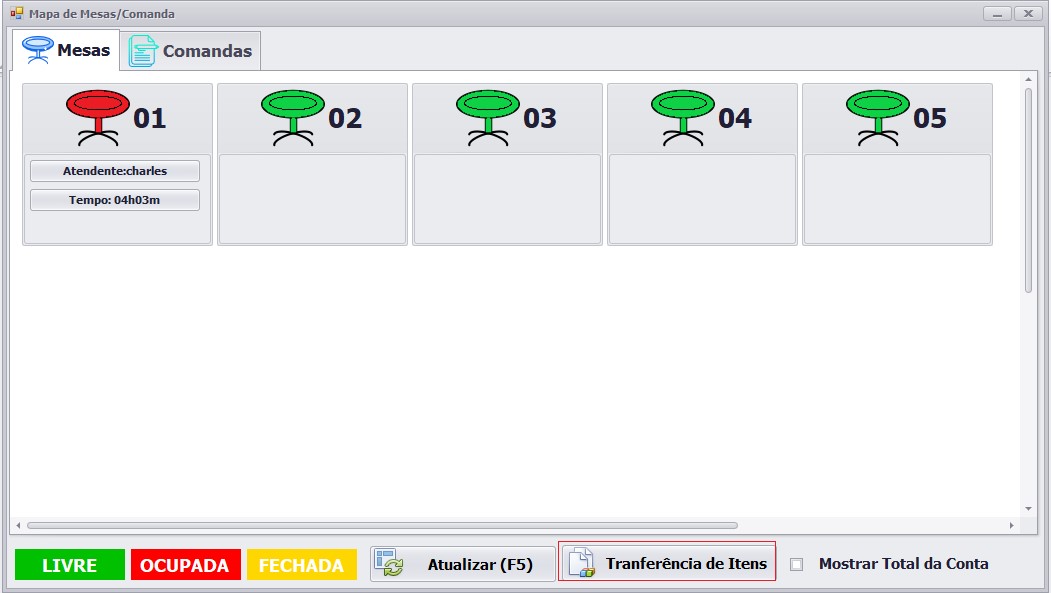 Mapa de Mesas/Comanda
Mesas
Comandas
01
02
03
04
05
Atendente:charles
Tempo: 04h03m
LIVRE
OCUPADA
FECHADA
Atualizar (F5)
Tranferência de Itens
Mostrar Total da Conta